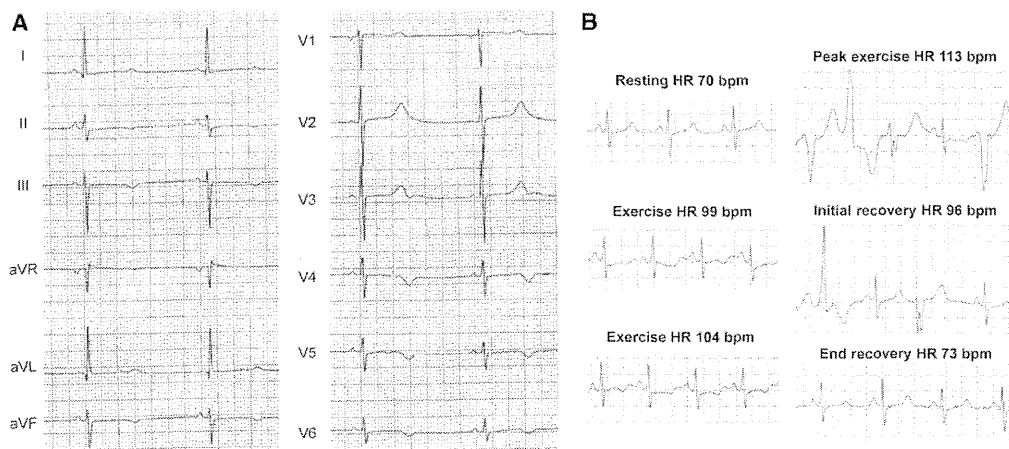 A
I
II
III
aVR
aVL
aVF
V1
V2
V3
V4
V5
V6
B
Resting HR 70 bpm
Exercise HR 99 bpm
Exercise HR 104 bpm
Peak exercise HR 113 bpm
Initial recovery HR 96 bpm
End recovery HR 73 bpm